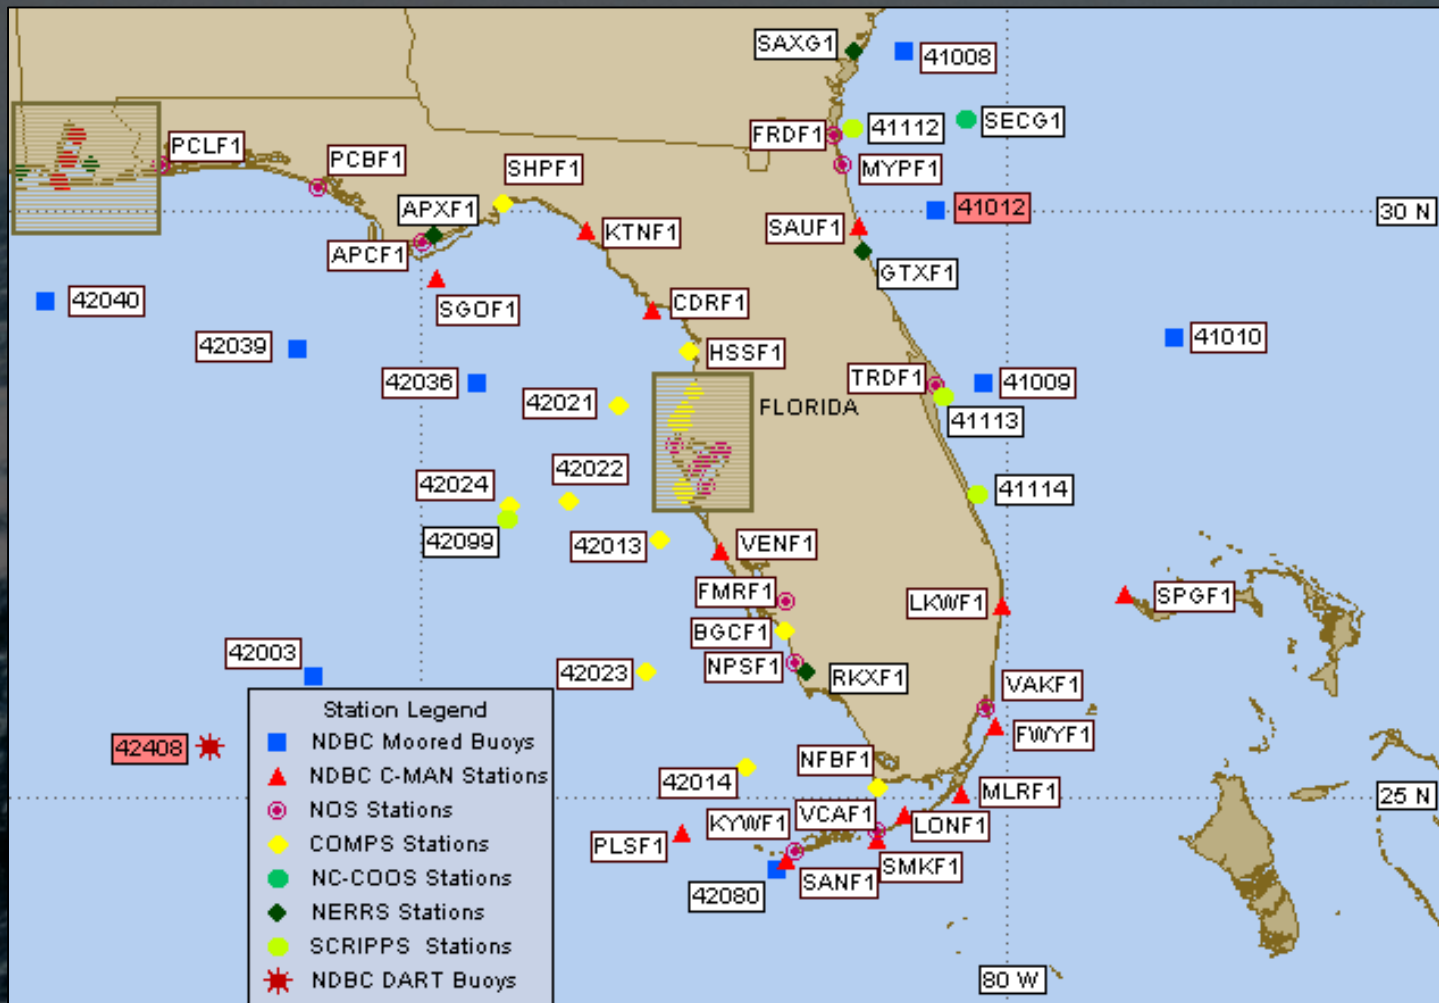 SAXG1
41008
FRDF1
41112
SECG1
PCLF1
PCBF1
SHPF1
MYPF1
APXF1
41012
30 N
KTNF1
SAUF1
APCF1
GTXF1
42040
SGOF1
CDRF1
42039
HSSF1
41010
42036
TRDF1
41009
42021
FLORIDA
41113
42022
42024
41114
42099
42013
VENF1
FMRF1
LKWF1
SPGF1
BGCF1
42003
42023
NPSF1
RKXF1
VAKF1
42408
FWYF1
NFBF1
42014
MLRF1
25 N
KYWF1
VCAF1
LONF1
PLSF1
SMKF1
42080
SANF1
80 W
Station Legend
NDBC Moored Buoys
NDBC C-MAN Stations
NOS Stations
COMPS Stations
NC-COOS Stations
NERRS Stations
SCRIPPS Stations
NDBC DART Buoys